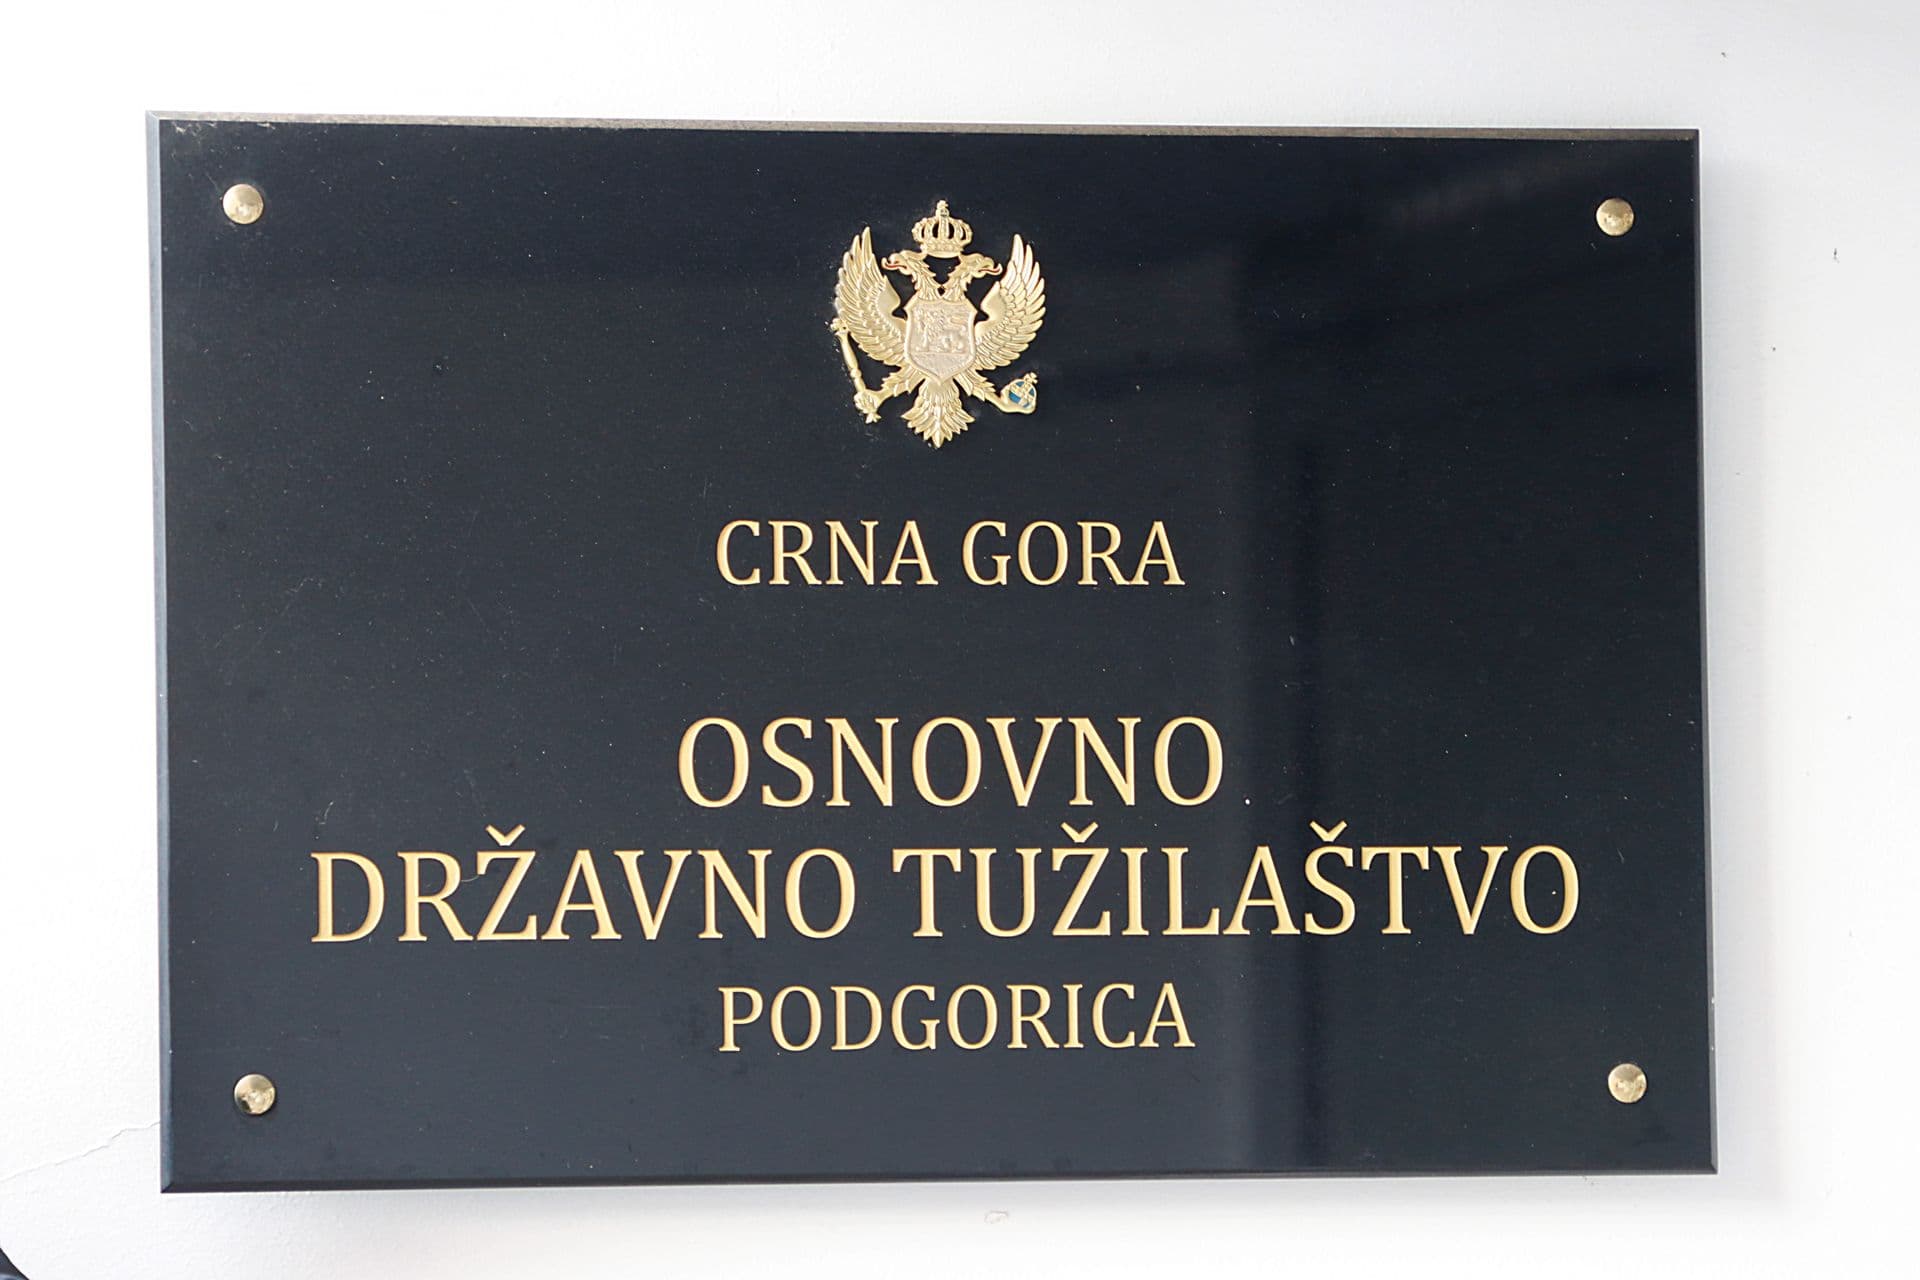 CRNA GORA
OSNOVNO
DRŽAVNO TUŽILAŠTVO
PODGORICA